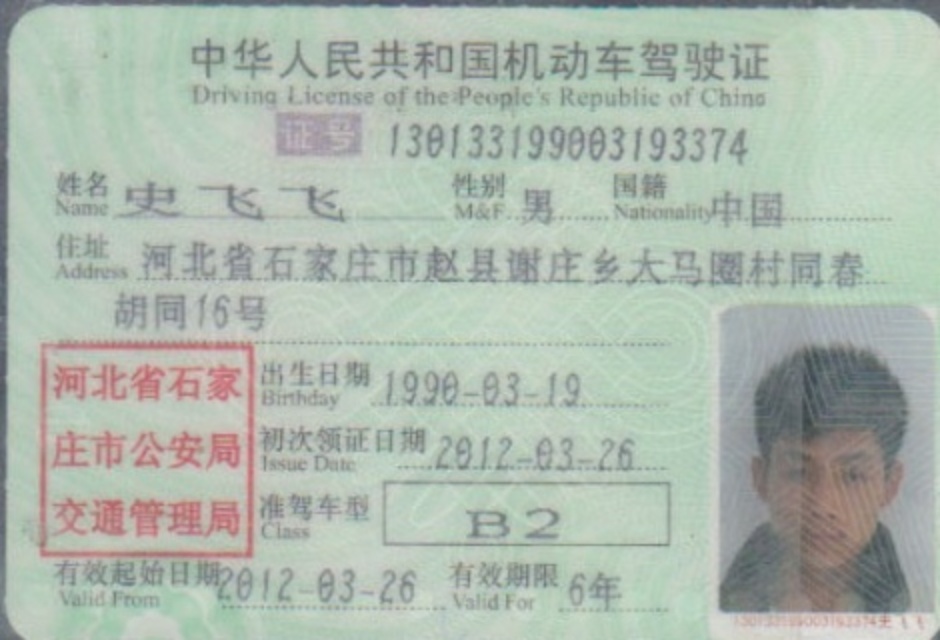 中华人民共和国机动车驾驶证
Driving License of the People's Republic of China
证号 130133199003193374
姓名 史飞飞 性别 男 国籍 中国
Name M&F Nationality
住址 河北省石家庄市赵县谢庄乡大马圈村同春
Address
胡同16号
河北省石家
庄市公安局
交通管理局
出生日期 1990-03-19
Birthday
初次领证日期 2012-03-26
Issue Date
准驾车型 B2
Class
有效起始日期 2012-03-26 有效期限 6年
Valid From Valid For